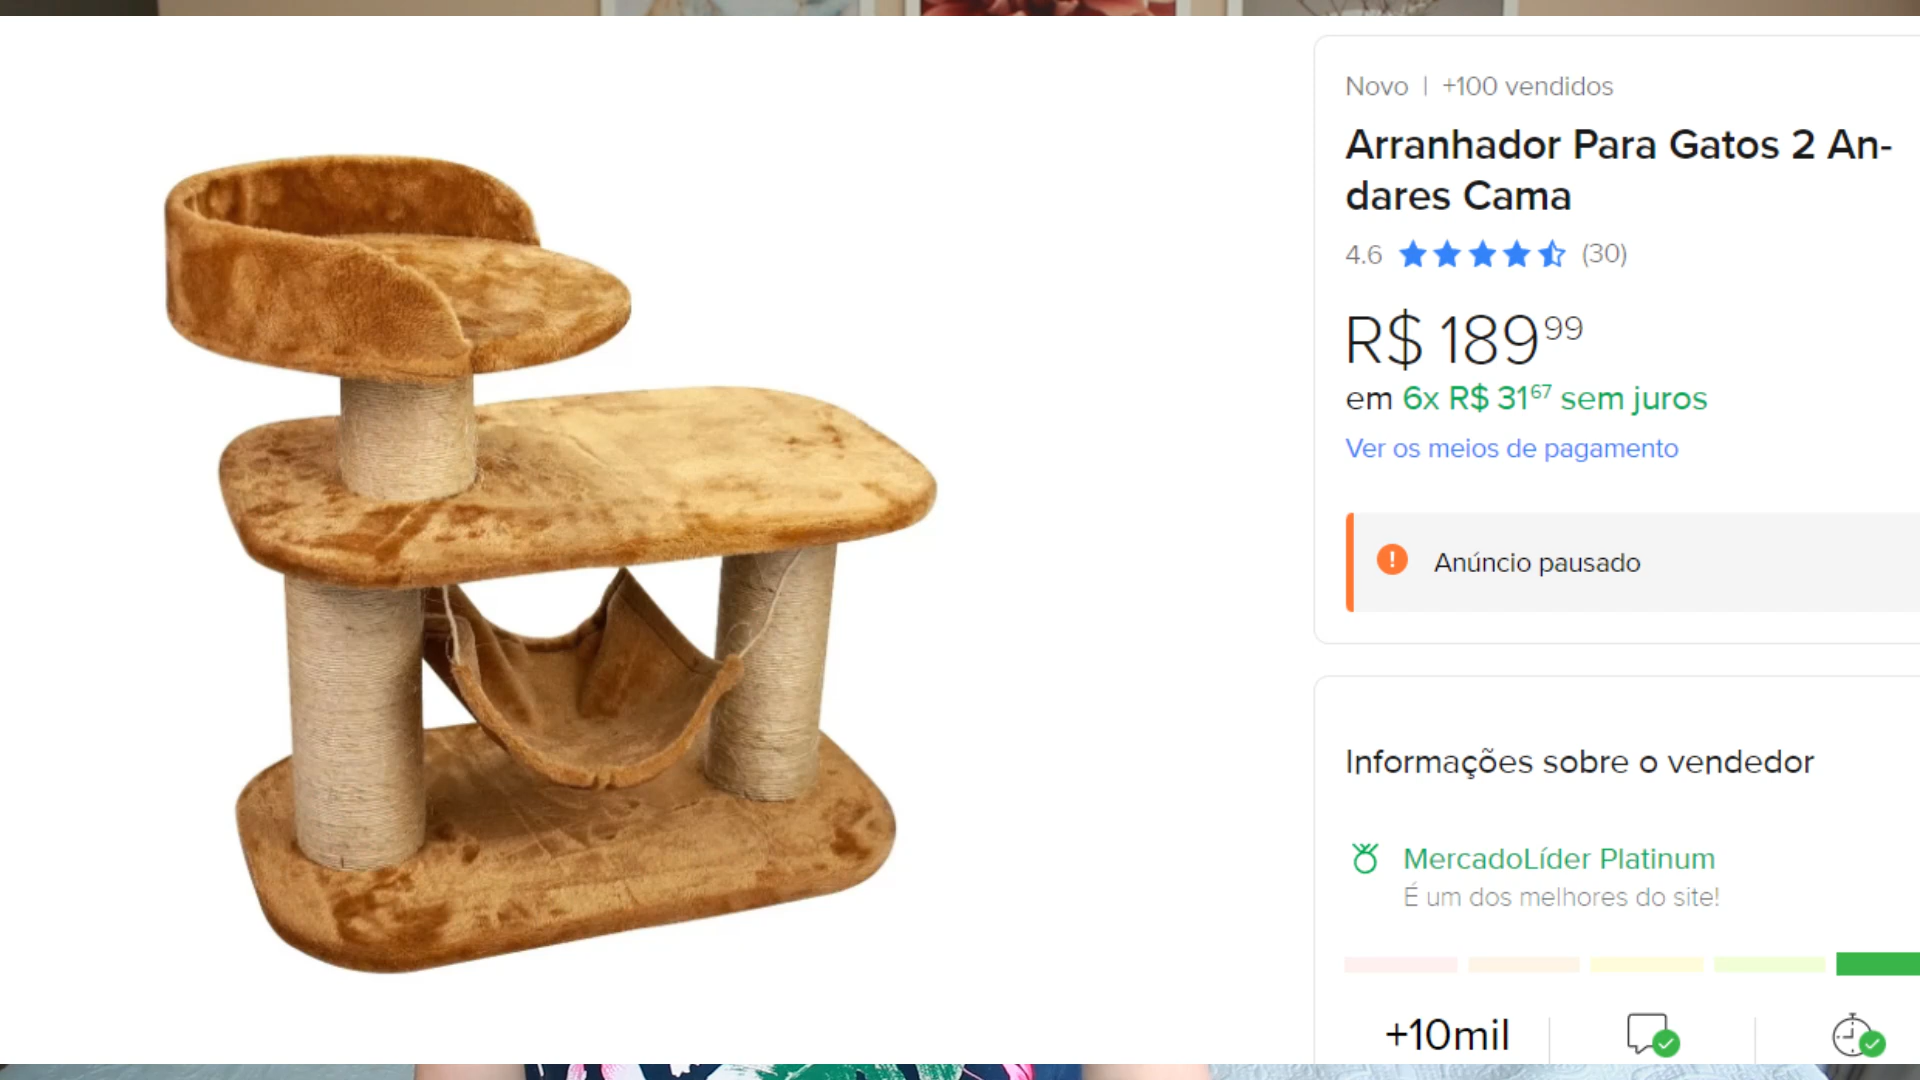 Novo | +100 vendidos
Arranhador Para Gatos 2 An-
dares Cama
4.6 (30)
R$ 189 99
em 6x R$ 31 67 sem juros
Ver os meios de pagamento
! Anúncio pausado
Informações sobre o vendedor
MercadoLíder Platinum
É um dos melhores do site!
+10mil